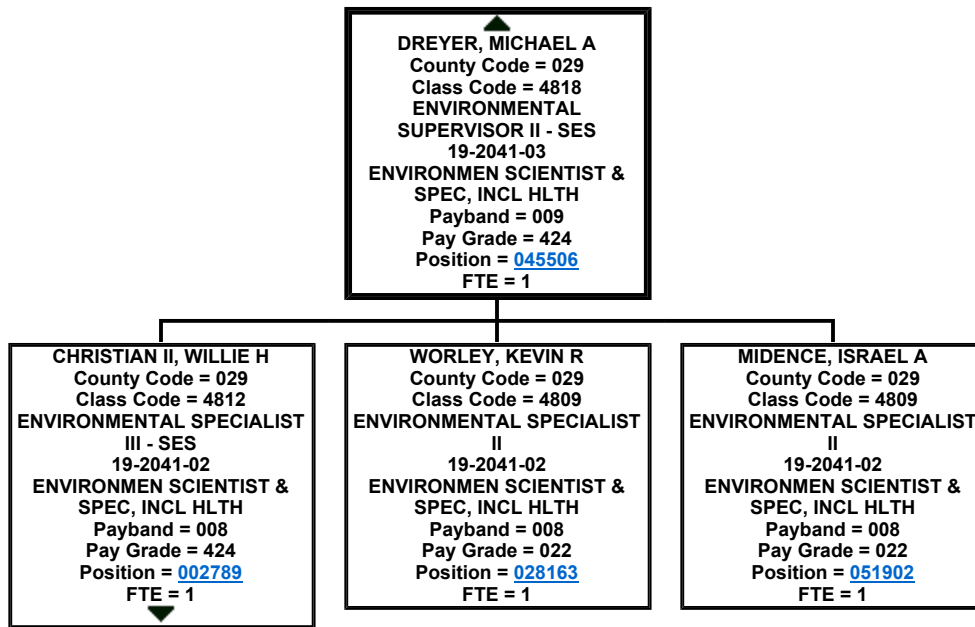 DREYER, MICHAEL A
County Code = 029
Class Code = 4818
ENVIRONMENTAL
SUPERVISOR II - SES
19-2041-03
ENVIRONMEN SCIENTIST &
SPEC, INCL HLTH
Payband = 009
Pay Grade = 424
Position = 045506
FTE = 1
CHRISTIAN II, WILLIE H
County Code = 029
Class Code = 4812
ENVIRONMENTAL SPECIALIST
III - SES
19-2041-02
ENVIRONMEN SCIENTIST &
SPEC, INCL HLTH
Payband = 008
Pay Grade = 424
Position = 002789
FTE = 1
WORLEY, KEVIN R
County Code = 029
Class Code = 4809
ENVIRONMENTAL SPECIALIST
II
19-2041-02
ENVIRONMEN SCIENTIST &
SPEC, INCL HLTH
Payband = 008
Pay Grade = 022
Position = 028163
FTE = 1
MIDENCE, ISRAEL A
County Code = 029
Class Code = 4809
ENVIRONMENTAL SPECIALIST
II
19-2041-02
ENVIRONMEN SCIENTIST &
SPEC, INCL HLTH
Payband = 008
Pay Grade = 022
Position = 051902
FTE = 1